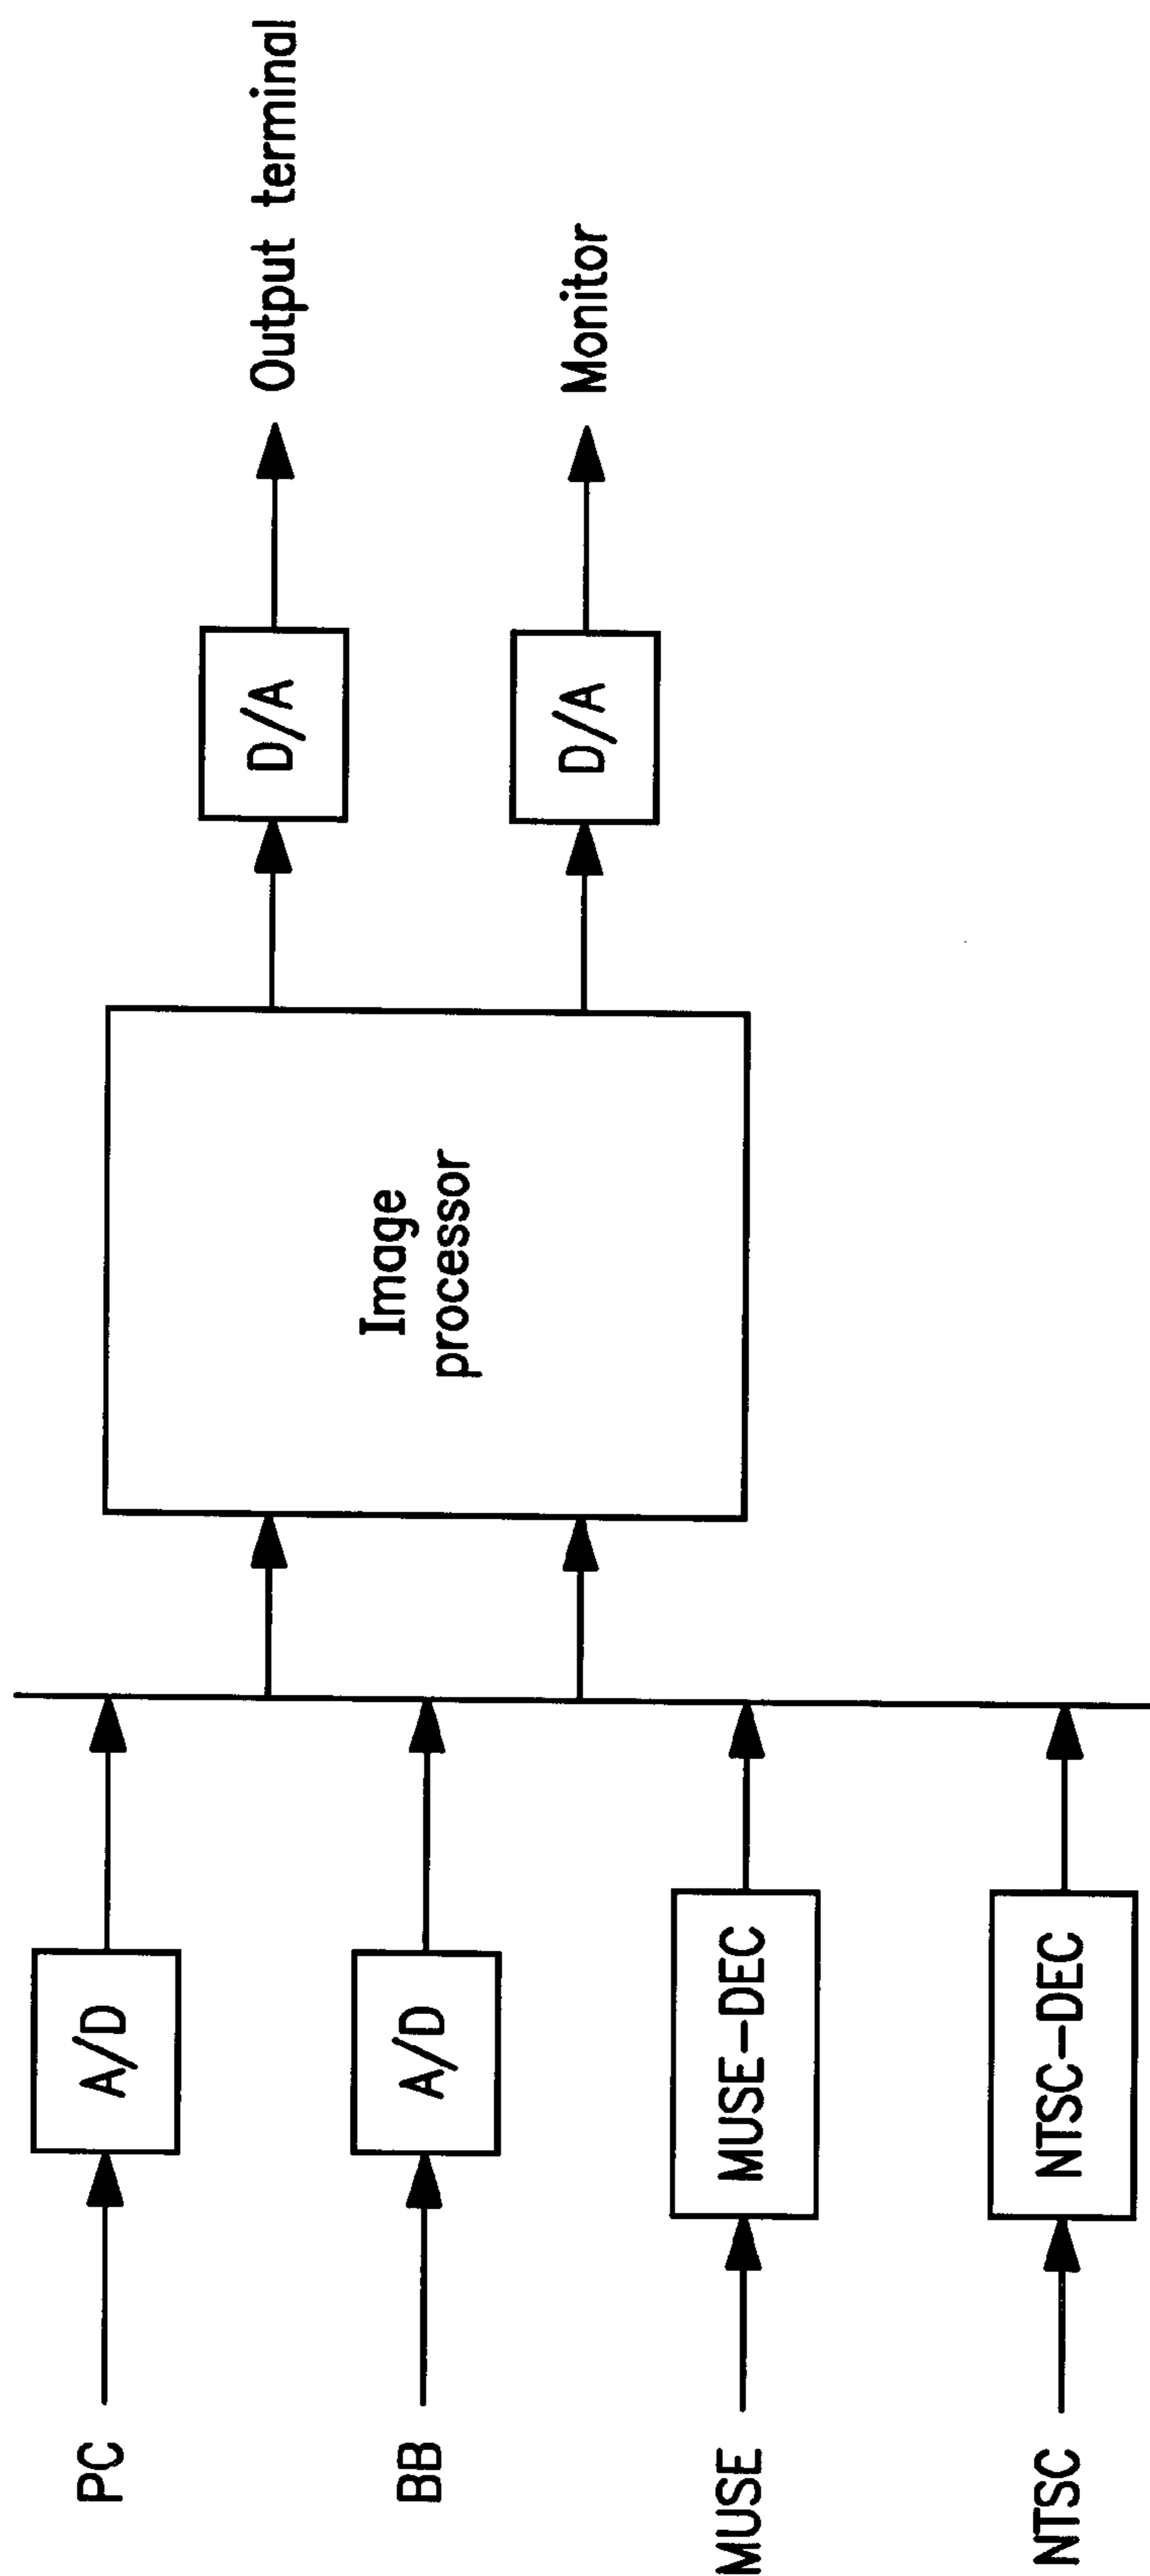 PC
A/D
BB
A/D
MUSE
MUSE-DEC
NTSC
NTSC-DEC
Image
processor
D/A
Output terminal
D/A
Monitor